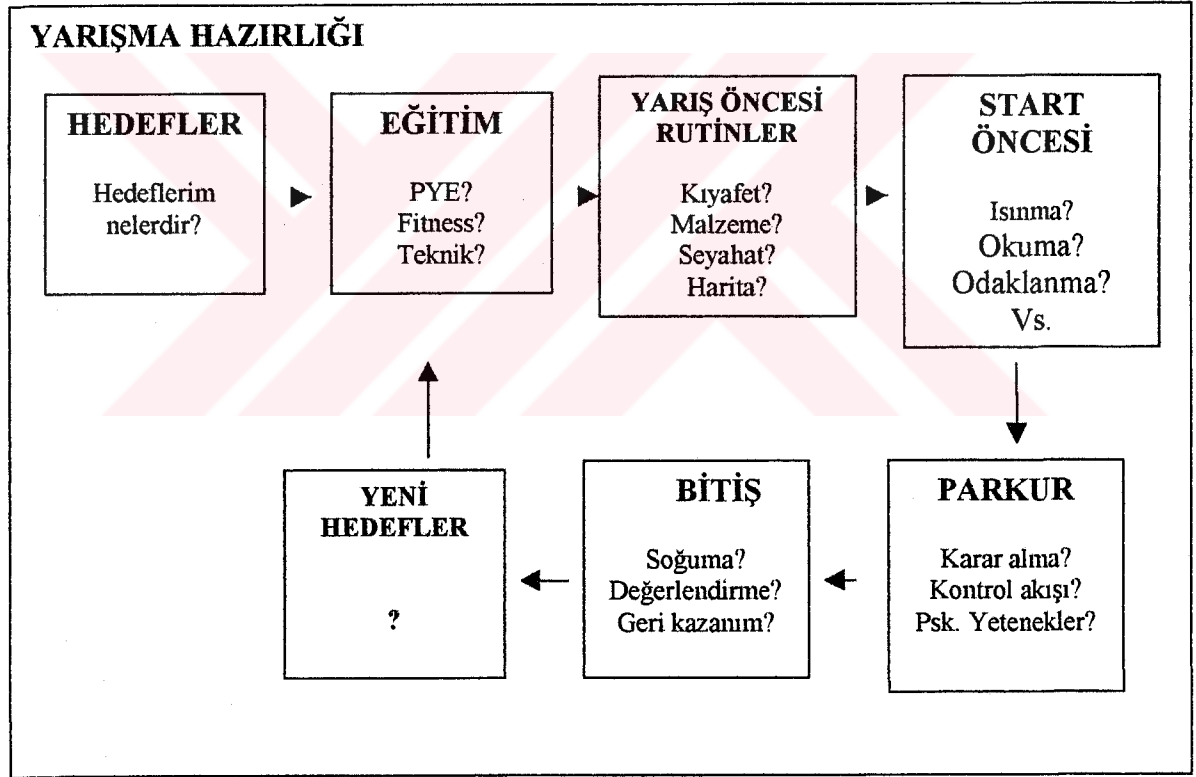 YARIŞMA HAZIRLIĞI
HEDEFLER
Hedeflerim
nelerdir?
EĞİTİM
PYE?
Fitness?
Teknik?
YARIŞ ÖNCESİ
RUTİNLER
Kıyafet?
Malzeme?
Seyahat?
Harita?
START
ÖNCESİ
Isınma?
Okuma?
Odaklanma?
Vs.
PARKUR
Karar alma?
Kontrol akışı?
Psk. Yetenekler?
BİTİŞ
Soğuma?
Değerlendirme?
Geri kazanım?
YENİ
HEDEFLER
?